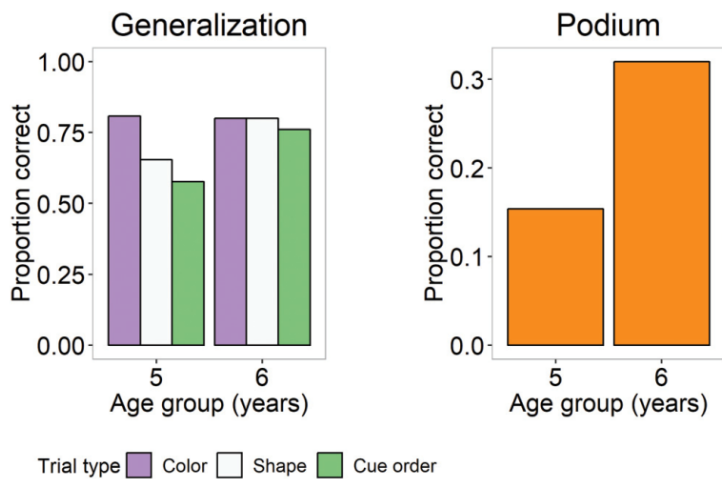 Generalization
Proportion correct
1.00
0.75
0.50
0.25
0.00
5 6
Age group (years)
Podium
Proportion correct
0.3
0.2
0.1
0.0
5 6
Age group (years)
Trial type Color Shape Cue order